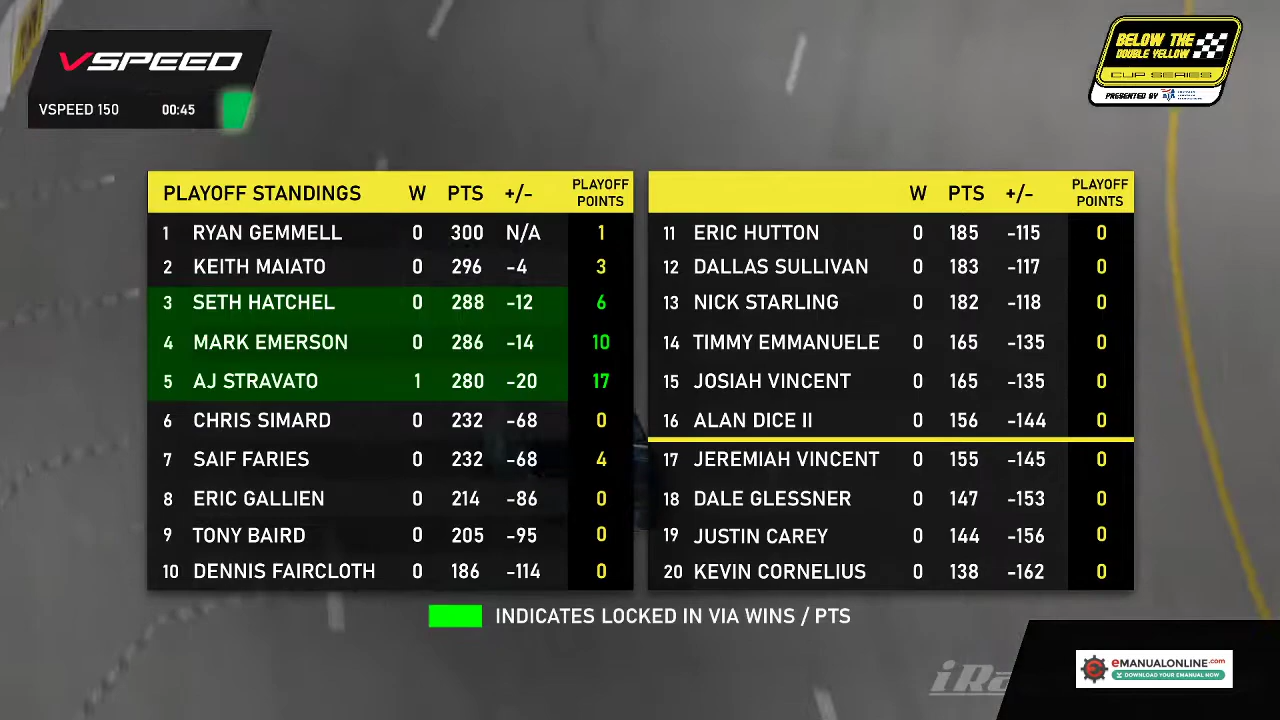 VSPEED
VSPEED 150 00:45
BELOW THE
DOUBLE YELLOW
CUP SERIES
PRESENTED BY
PLAYOFF STANDINGS W PTS +/- PLAYOFF POINTS
1 RYAN GEMMELL 0 300 N/A 1
2 KEITH MAIATO 0 296 -4 3
3 SETH HATCHEL 0 288 -12 6
4 MARK EMERSON 0 286 -14 10
5 AJ STRAVATO 1 280 -20 17
6 CHRIS SIMARD 0 232 -68 0
7 SAIF FARIES 0 232 -68 4
8 ERIC GALLIEN 0 214 -86 0
9 TONY BAIRD 0 205 -95 0
10 DENNIS FAIRCLOTH 0 186 -114 0
W PTS +/- PLAYOFF POINTS
11 ERIC HUTTON 0 185 -115 0
12 DALLAS SULLIVAN 0 183 -117 0
13 NICK STARLING 0 182 -118 0
14 TIMMY EMMANUELE 0 165 -135 0
15 JOSIAH VINCENT 0 165 -135 0
16 ALAN DICE II 0 156 -144 0
17 JEREMIAH VINCENT 0 155 -145 0
18 DALE GLESSNER 0 147 -153 0
19 JUSTIN CAREY 0 144 -156 0
20 KEVIN CORNELIUS 0 138 -162 0
INDICATES LOCKED IN VIA WINS / PTS
iRa
eMANUALONLINE.com
DOWNLOAD YOUR EMANUAL NOW